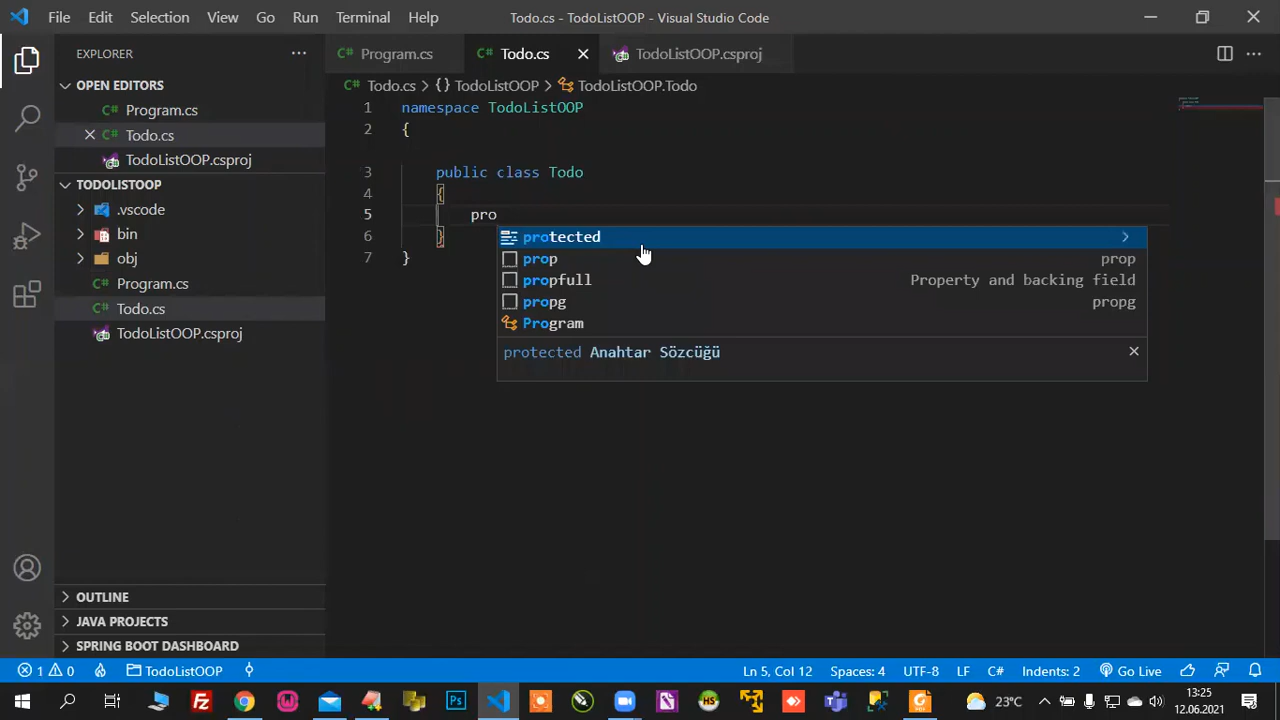 File Edit Selection View Go Run Terminal Help
Todo.cs - TodoListOOP - Visual Studio Code
EXPLORER
OPEN EDITORS
C# Program.cs
C# Todo.cs
TodoListOOP.csproj
TODOLISTOOP
.vscode
bin
obj
C# Program.cs
C# Todo.cs
TodoListOOP.csproj
OUTLINE
JAVA PROJECTS
SPRING BOOT DASHBOARD
C# Program.cs C# Todo.cs TodoListOOP.csproj
C# Todo.cs {} TodoListOOP TodoListOOP.Todo
1 namespace TodoListOOP
2 {
3 public class Todo
4 {
5 pro
6 }
7 }
protected
prop prop
propfull Property and backing field
propg propg
Program
protected Anahtar Sözcüğü
1 0 TodoListOOP Ln 5, Col 12 Spaces: 4 UTF-8 LF C# Indents: 2 Go Live
Ps HS 23°C 13:25
12.06.2021